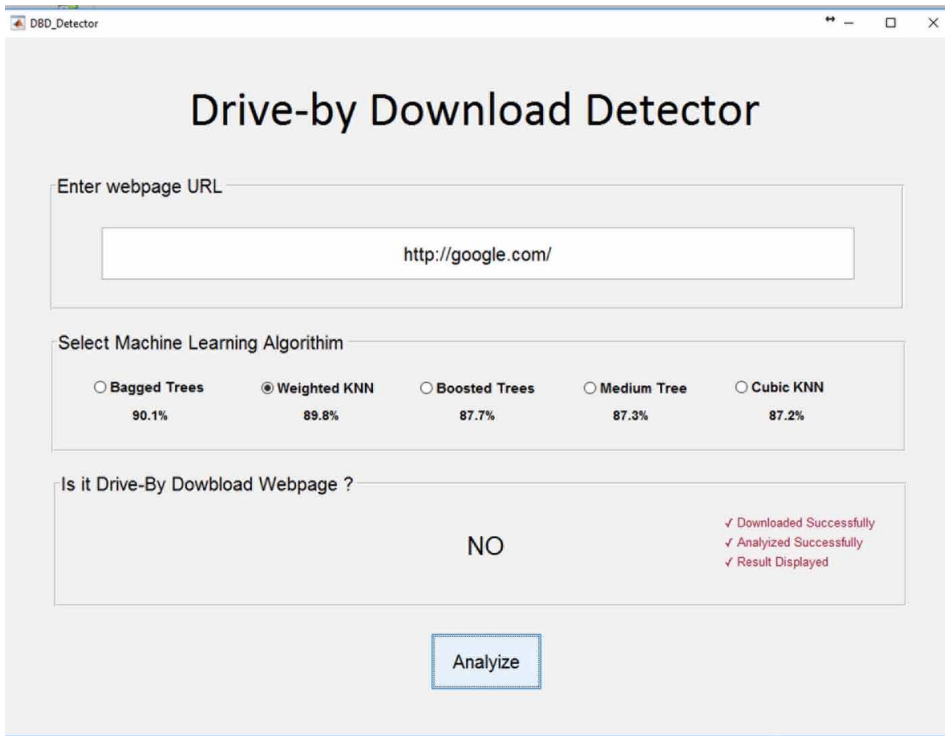 DBD_Detector
Drive-by Download Detector
Enter webpage URL
http://google.com/
Select Machine Learning Algorithim
Bagged Trees Weighted KNN Boosted Trees Medium Tree Cubic KNN
90.1% 89.8% 87.7% 87.3% 87.2%
Is it Drive-By Dowbload Webpage ?
NO
✓ Downloaded Successfully
✓ Analyized Successfully
✓ Result Displayed
Analyize